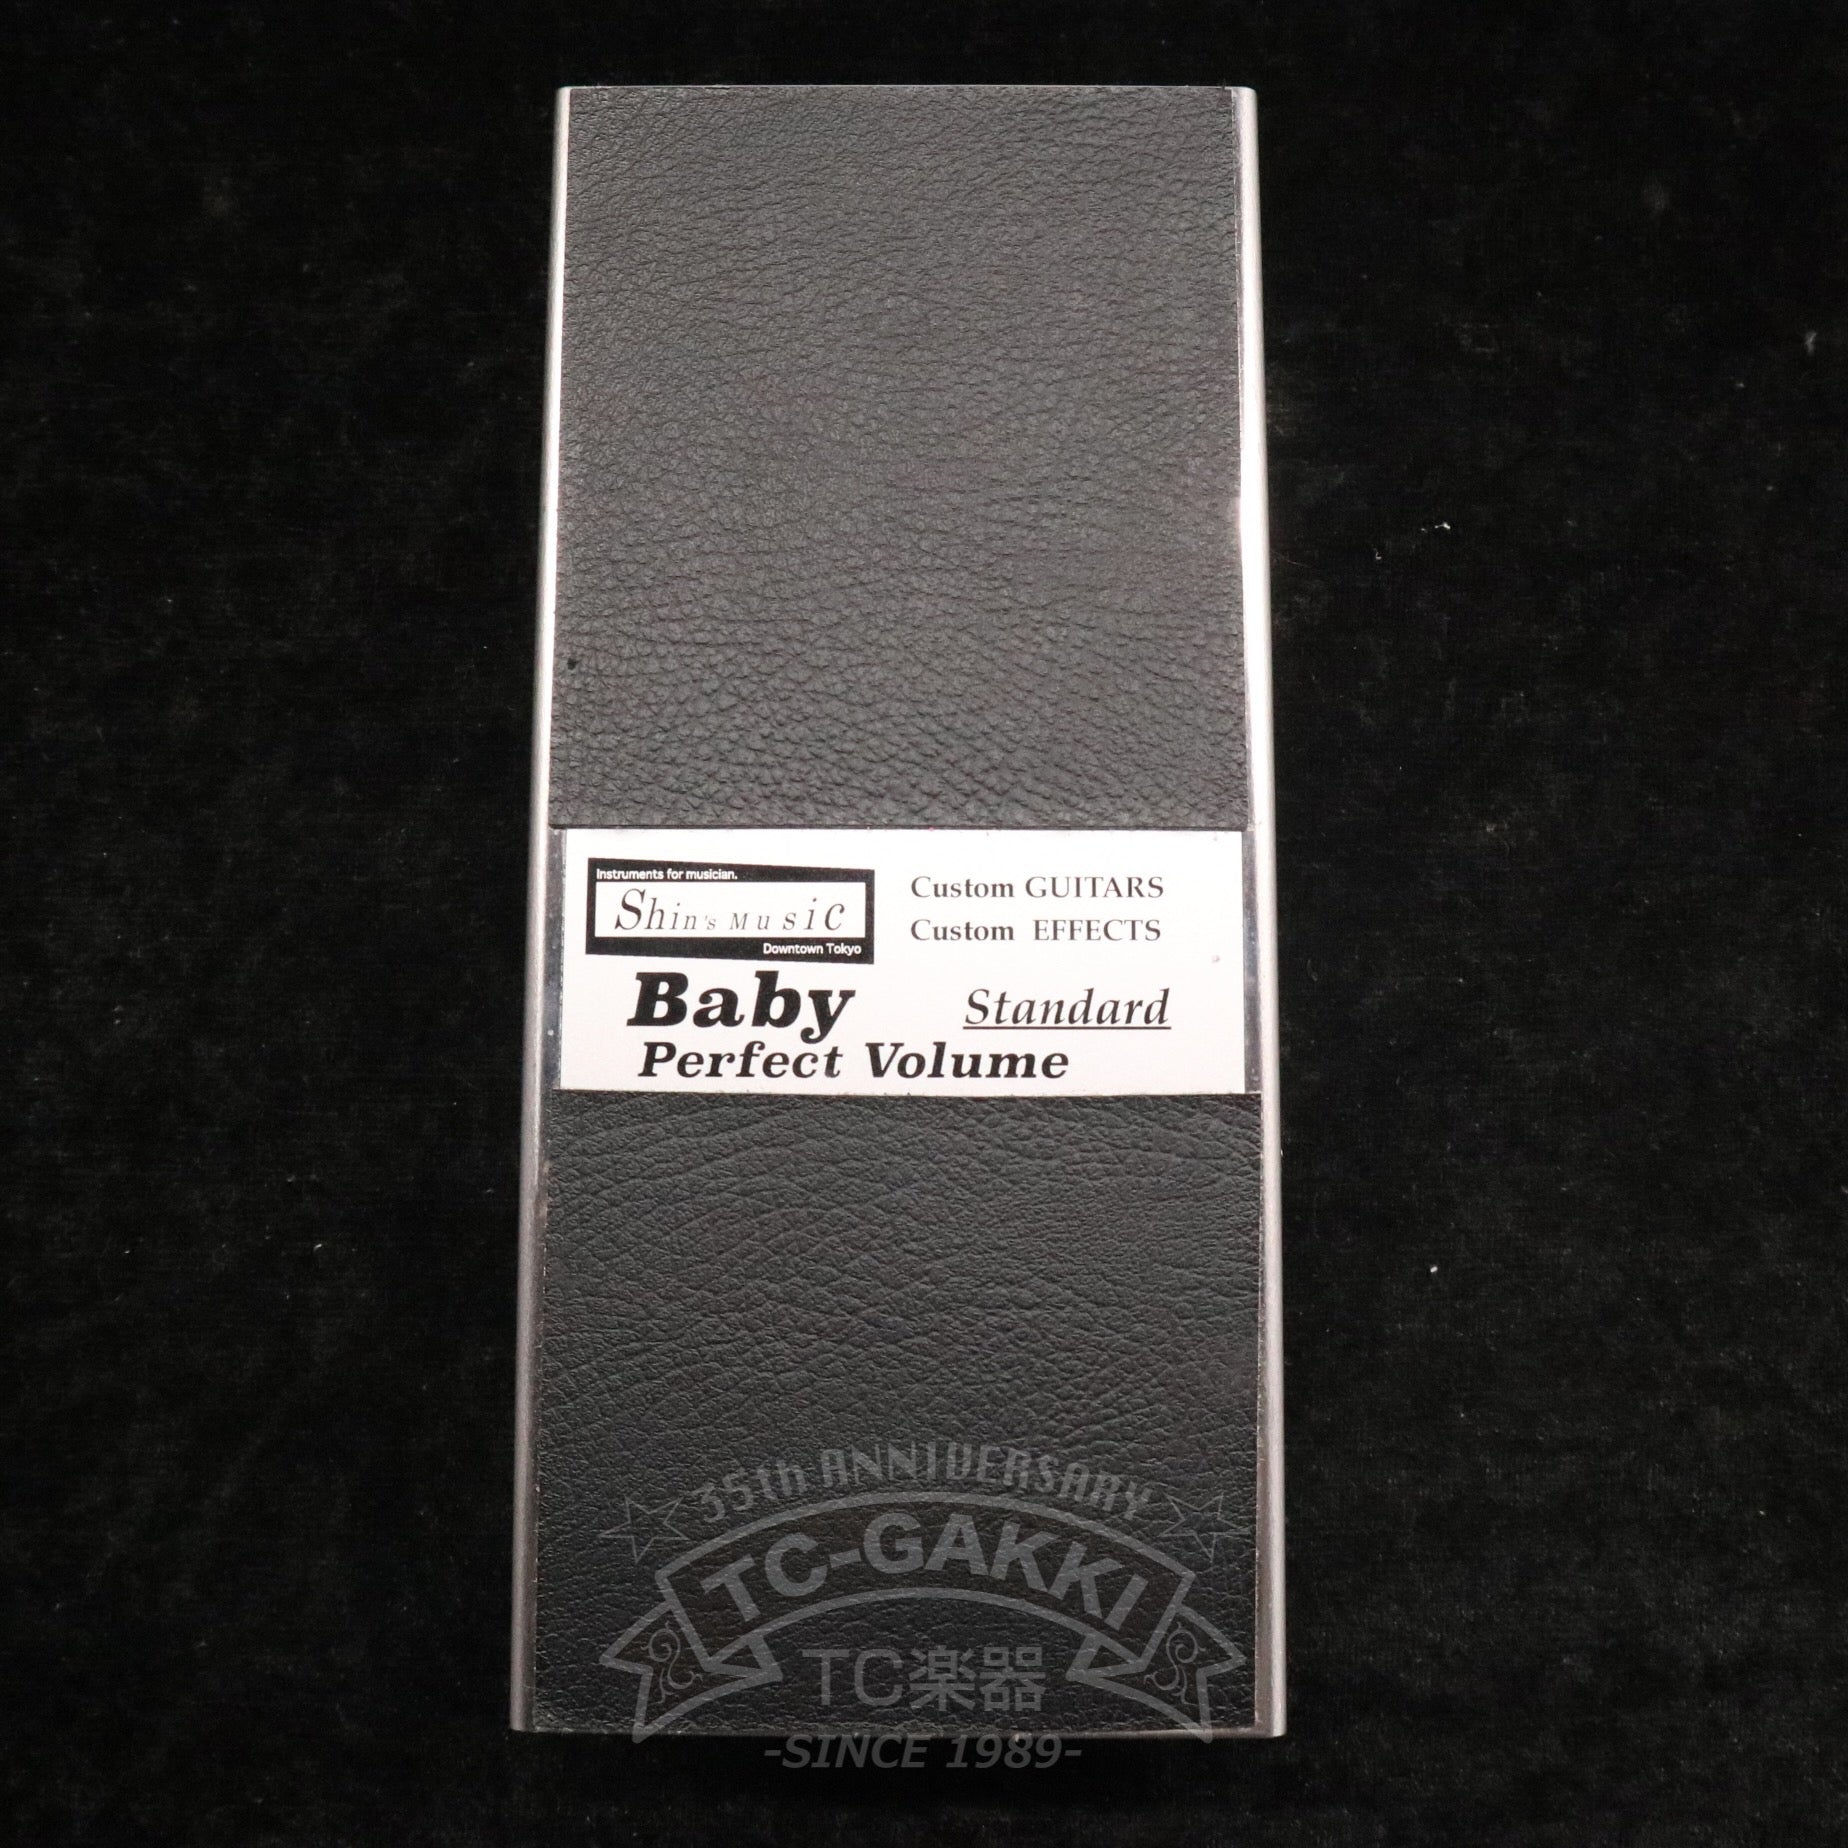 Instruments for musician.
Shin's Music
Downtown Tokyo
Custom GUITARS
Custom EFFECTS
Baby Standard
Perfect Volume
35th ANNIVERSARY
TC-GAKKI
TC楽器
-SINCE 1989-